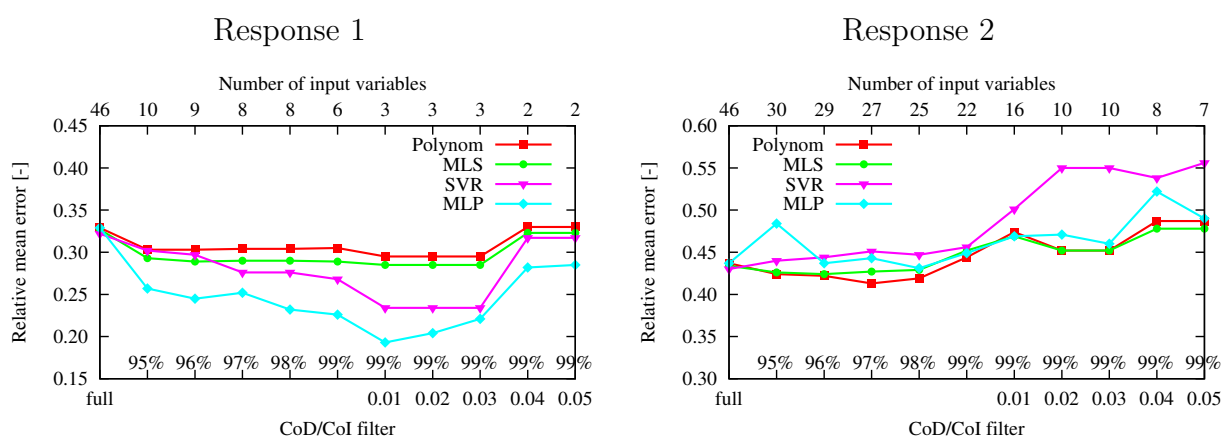 Response 1
Number of input variables
46 10 9 8 8 6 3 3 3 2 2
0.45
0.40
0.35
0.30
0.25
0.20
0.15
Relative mean error [-]
Polynom
MLS
SVR
MLP
95% 96% 97% 98% 99% 99% 99% 99% 99% 99%
full 0.01 0.02 0.03 0.04 0.05
CoD/CoI filter
Response 2
Number of input variables
46 30 29 27 25 22 16 10 10 8 7
0.60
0.55
0.50
0.45
0.40
0.35
0.30
Relative mean error [-]
Polynom
MLS
SVR
MLP
95% 96% 97% 98% 99% 99% 99% 99% 99% 99%
full 0.01 0.02 0.03 0.04 0.05
CoD/CoI filter